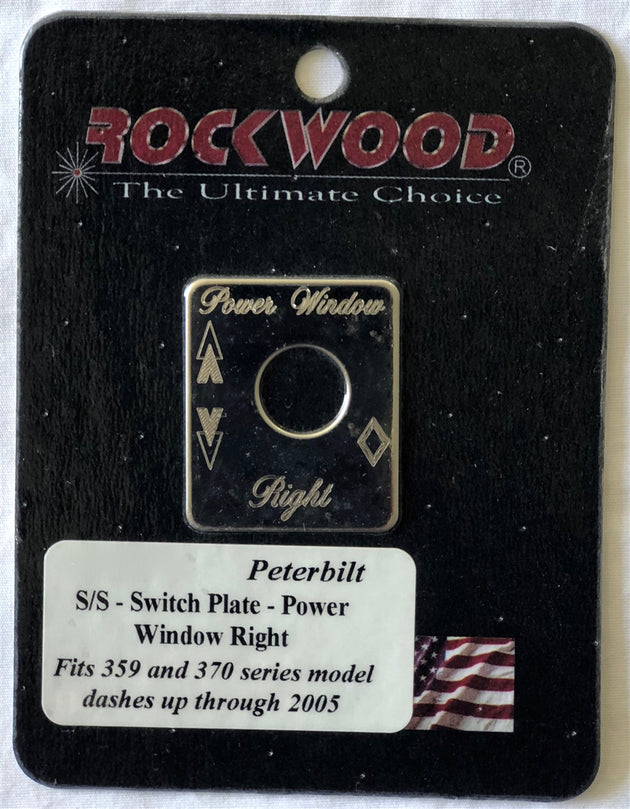 ROCKWOOD®
The Ultimate Choice
Power Window
Right
Peterbilt
S/S - Switch Plate - Power
Window Right
Fits 359 and 370 series model
dashes up through 2005